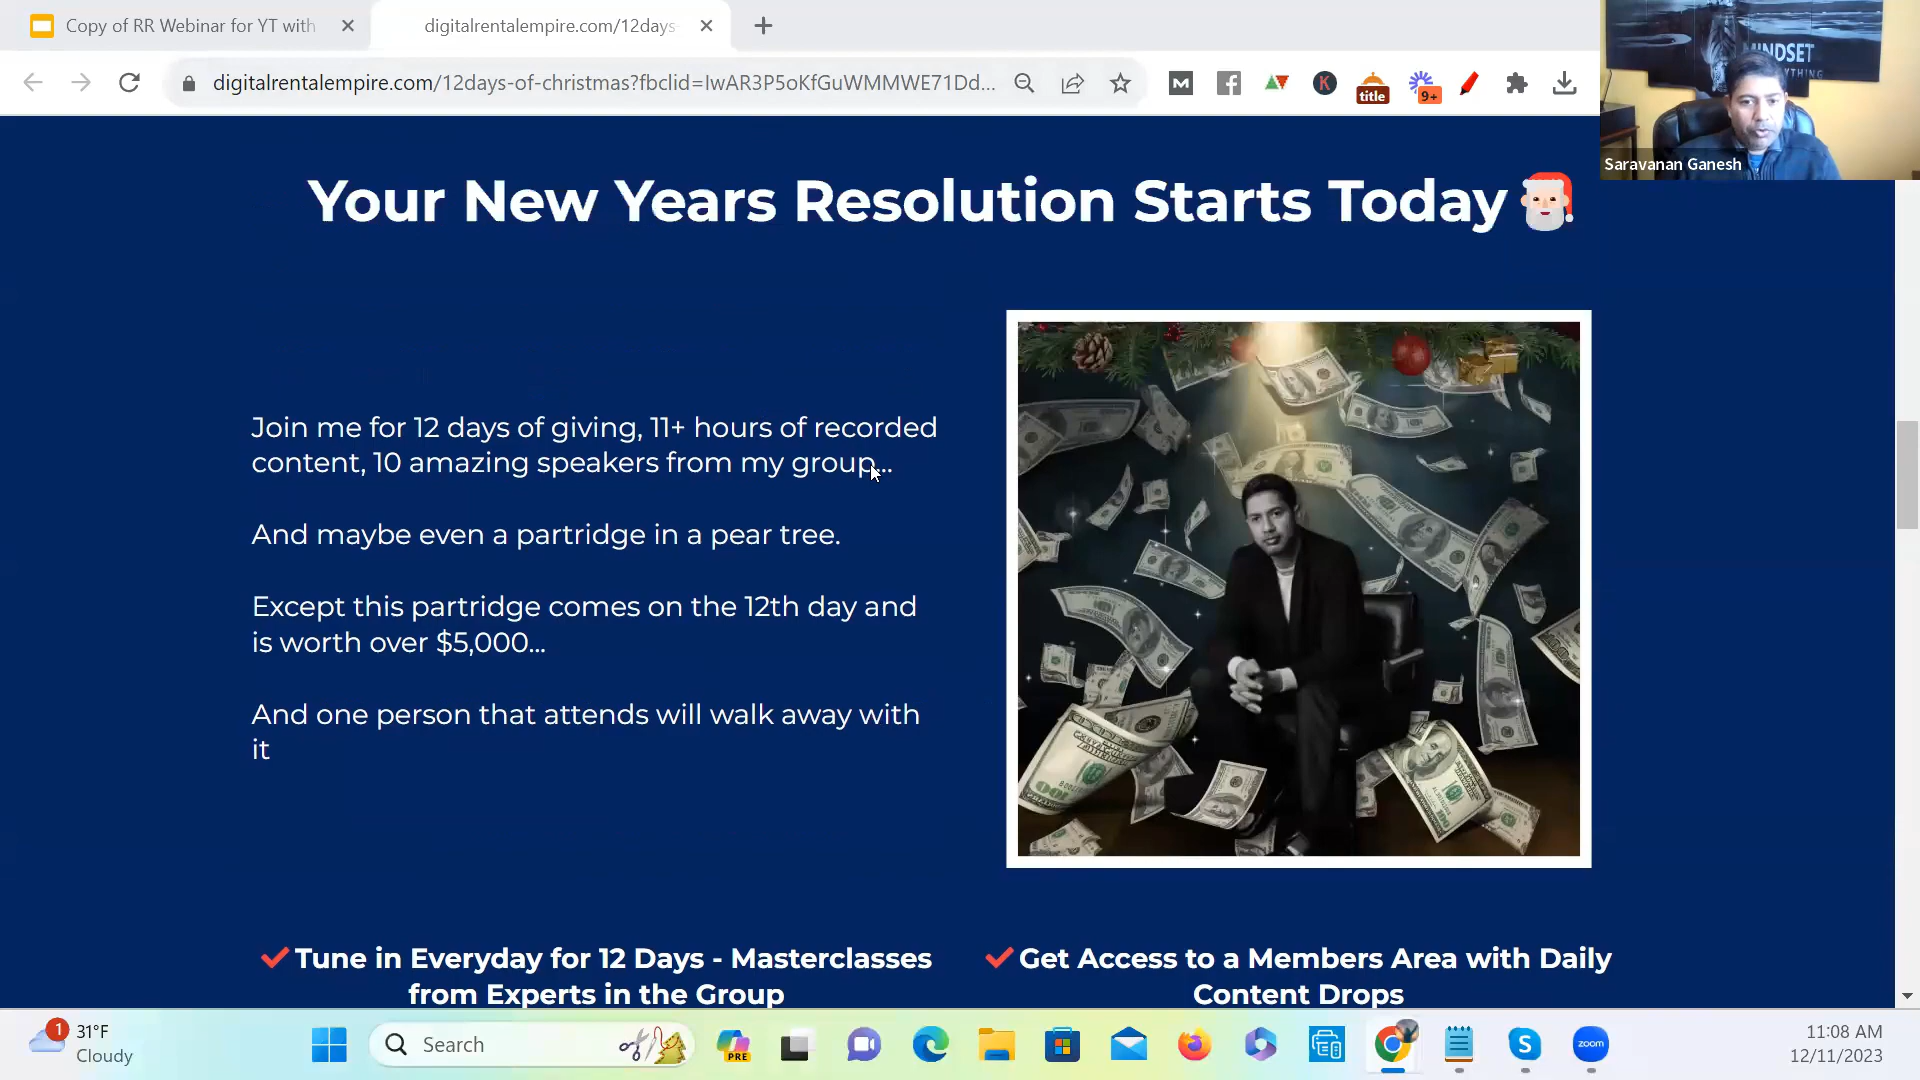 Copy of RR Webinar for YT with
digitalrentalempire.com/12days-
digitalrentalempire.com/12days-of-christmas?fbclid=IwAR3P5oKfGuWMMWE71Dd...
title
9+
MINDSET
Saravanan Ganesh
Your New Years Resolution Starts Today
Join me for 12 days of giving, 11+ hours of recorded
content, 10 amazing speakers from my group...
And maybe even a partridge in a pear tree.
Except this partridge comes on the 12th day and
is worth over $5,000...
And one person that attends will walk away with
it
Tune in Everyday for 12 Days - Masterclasses
from Experts in the Group
Get Access to a Members Area with Daily
Content Drops
1
31°F
Cloudy
Search
PRE
zoom
11:08 AM
12/11/2023